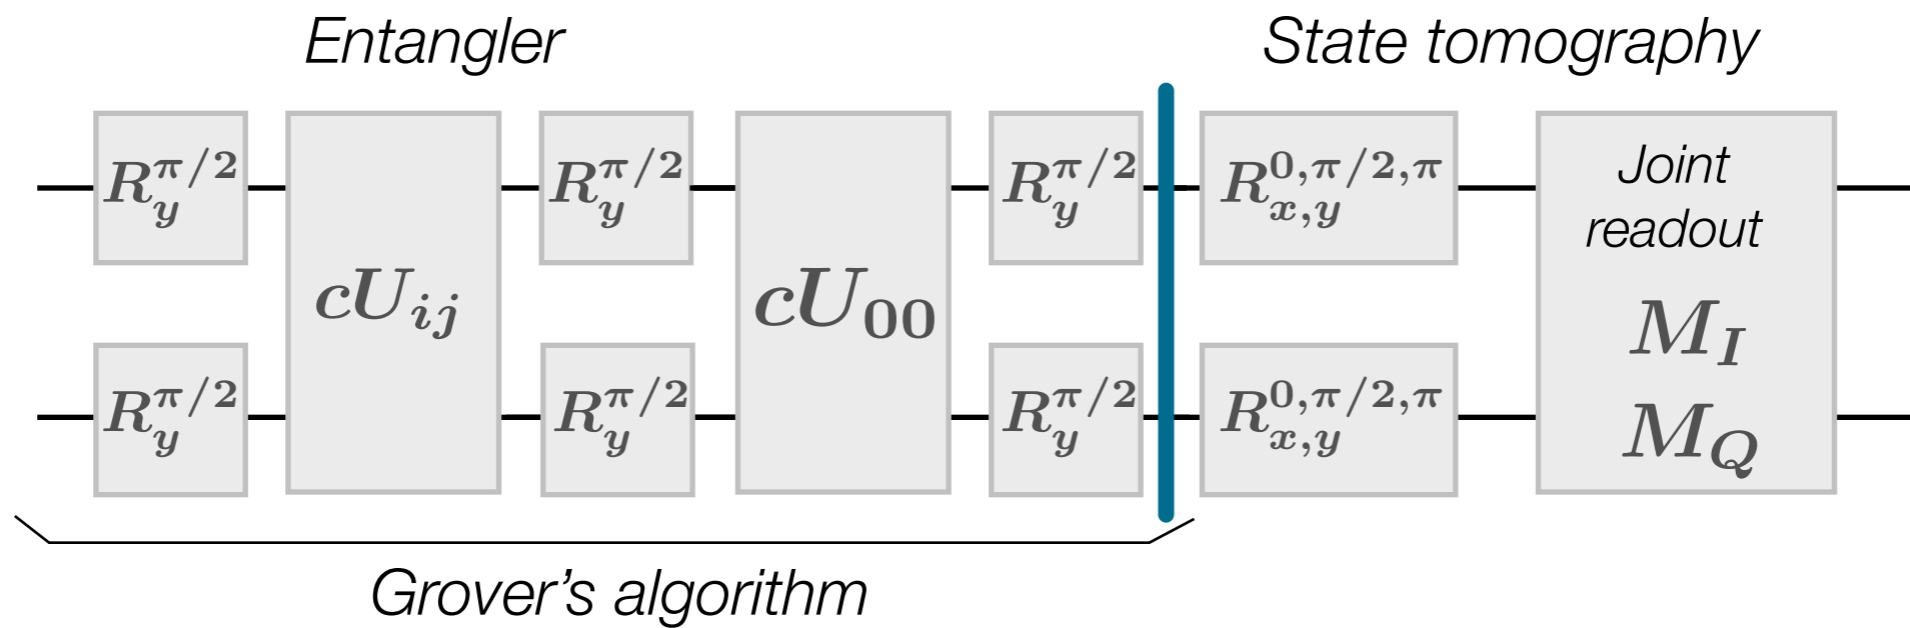 Entangler
State tomography
R_y^{π/2}
cU_{ij}
R_y^{π/2}
cU_{00}
R_y^{π/2}
R_{x,y}^{0,π/2,π}
Joint
readout
M_I
M_Q
R_y^{π/2}
R_y^{π/2}
R_y^{π/2}
R_{x,y}^{0,π/2,π}
Grover's algorithm